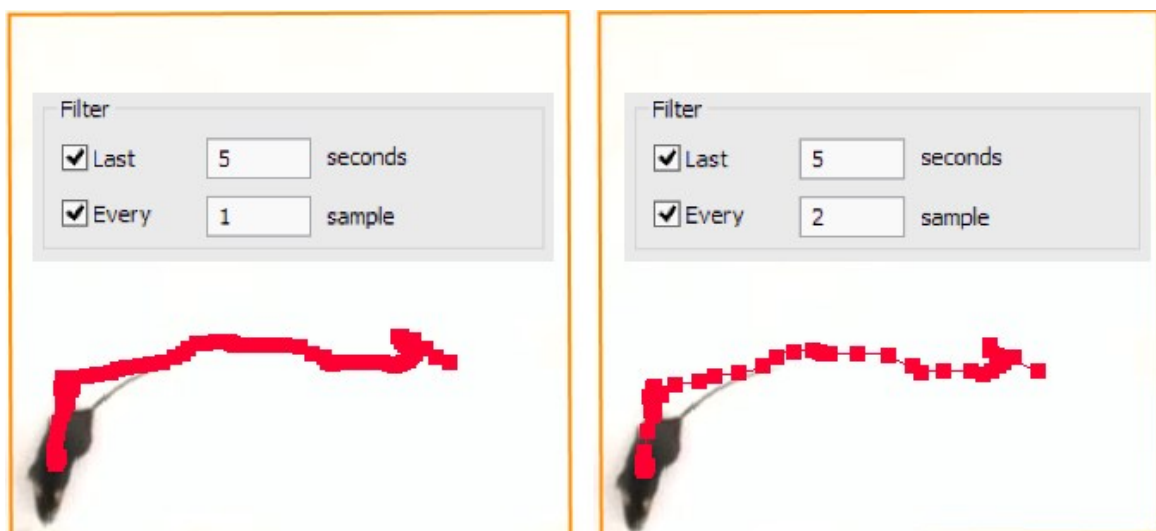 Filter
Last 5 seconds
Every 1 sample
Filter
Last 5 seconds
Every 2 sample